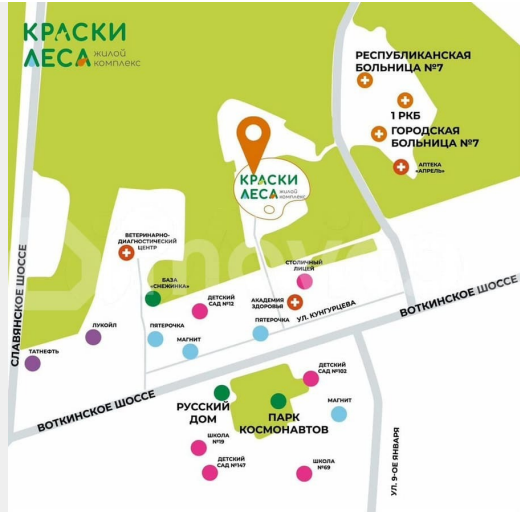 КРАСКИ
ЛЕСА жилой
комплекс
РЕСПУБЛИКАНСКАЯ
БОЛЬНИЦА №7
1 РКБ
ГОРОДСКАЯ
БОЛЬНИЦА №7
АПТЕКА
«АПРЕЛЬ»
КРАСКИ
ЛЕСА жилой
комплекс
ВЕТЕРИНАРНО-
ДИАГНОСТИЧЕСКИЙ
ЦЕНТР
СТОЛИЧНЫЙ
ЛИЦЕЙ
БАЗА
«СНЕЖИНКА»
ДЕТСКИЙ
САД №12
АКАДЕМИЯ
ЗДОРОВЬЯ
УЛ. КУНГУРЦЕВА
ВОТКИНСКОЕ ШОССЕ
СЛАВЯНСКОЕ ШОССЕ
ЛУКОЙЛ
ТАТНЕФТЬ
ПЯТЕРОЧКА
МАГНИТ
ПЯТЕРОЧКА
ДЕТСКИЙ
САД №102
ВОТКИНСКОЕ ШОССЕ
РУССКИЙ
ДОМ
ПАРК
КОСМОНАВТОВ
МАГНИТ
ШКОЛА
№19
ДЕТСКИЙ
САД №147
ШКОЛА
№69
УЛ. 9-ОЕ ЯНВАРЯ